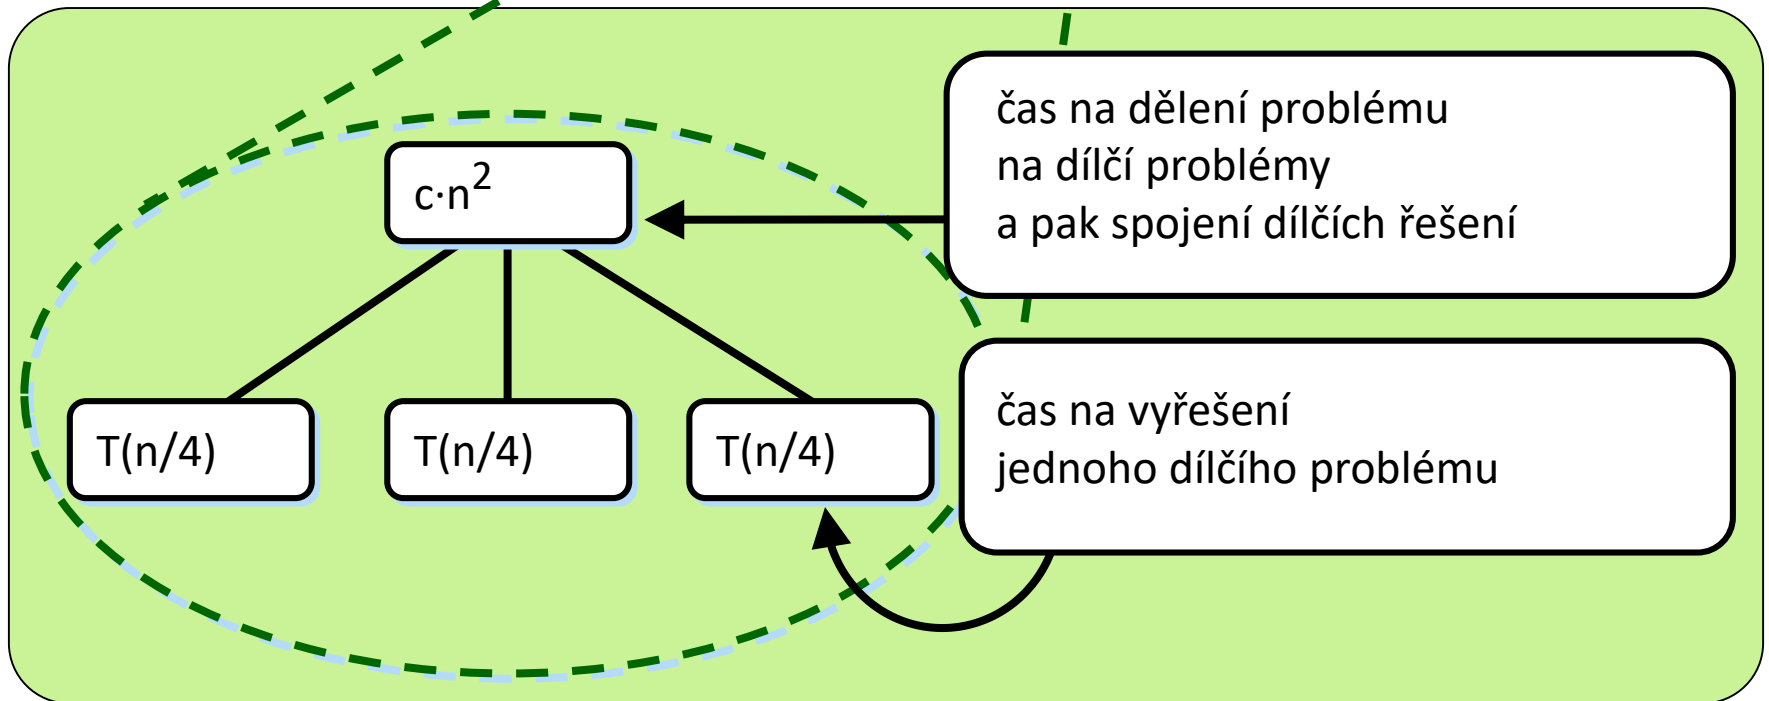 čas na dělení problému
na dílčí problémy
a pak spojení dílčích řešení
c·n²
T(n/4)
T(n/4)
T(n/4)
čas na vyřešení
jednoho dílčího problému